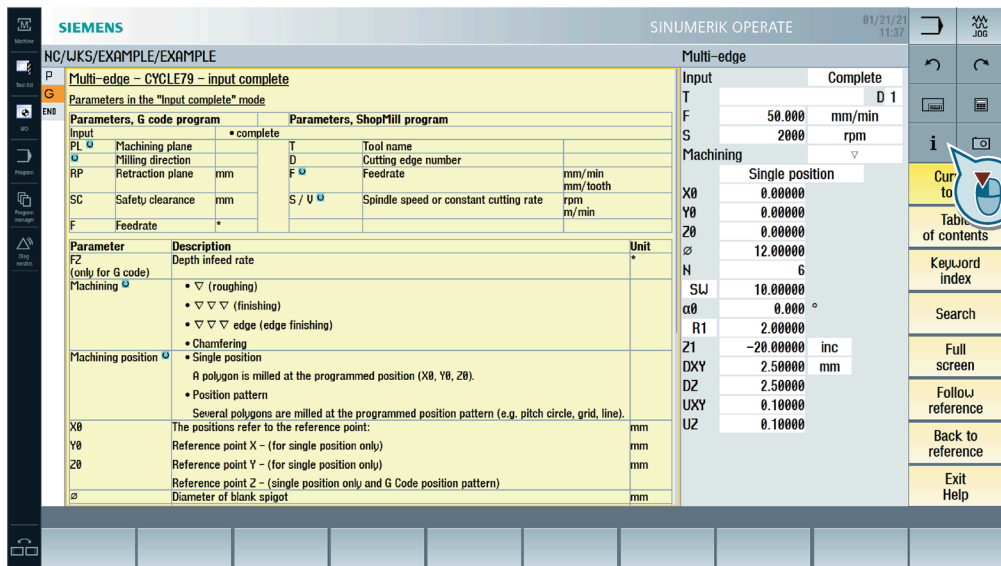 SIEMENS
SINUMERIK OPERATE
01/21/21
11:37
JOG
M
Machine
Tool list
WO
Program
Program
manager
Diag-
nostics
NC/WKS/EXAMPLE/EXAMPLE
P
G
END
Multi-edge – CYCLE79 – input complete
Parameters in the "Input complete" mode
Parameters, G code program Parameters, ShopMill program
Input • complete
PL Machining plane T Tool name
Milling direction D Cutting edge number
RP Retraction plane mm F Feedrate mm/min
mm/tooth
SC Safety clearance mm S / V Spindle speed or constant cutting rate rpm
m/min
F Feedrate *
Parameter Description Unit
FZ Depth infeed rate *
(only for G code)
Machining • ▽ (roughing)
• ▽ ▽ ▽ (finishing)
• ▽ ▽ ▽ edge (edge finishing)
• Chamfering
Machining position • Single position
A polygon is milled at the programmed position (X0, Y0, Z0).
• Position pattern
Several polygons are milled at the programmed position pattern (e.g. pitch circle, grid, line).
X0 The positions refer to the reference point: mm
Y0 Reference point X – (for single position only) mm
Z0 Reference point Y – (for single position only) mm
Reference point Z – (single position only and G Code position pattern)
⌀ Diameter of blank spigot mm
Multi-edge
Input Complete
T D 1
F 50.000 mm/min
S 2000 rpm
Machining ▽
Single position
X0 0.00000
Y0 0.00000
Z0 0.00000
⌀ 12.00000
N 6
SW 10.00000
α0 0.000 °
R1 2.00000
Z1 -20.00000 inc
DXY 2.50000 mm
DZ 2.50000
UXY 0.10000
UZ 0.10000
i
Table
of contents
Keyword
index
Search
Full
screen
Follow
reference
Back to
reference
Exit
Help